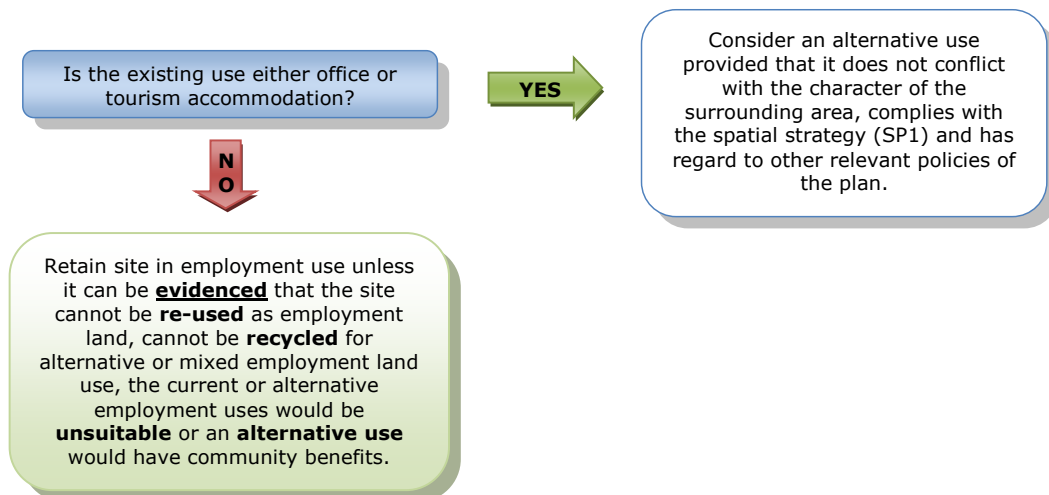 Is the existing use either office or
tourism accommodation?
YES
Consider an alternative use
provided that it does not conflict
with the character of the
surrounding area, complies with
the spatial strategy (SP1) and has
regard to other relevant policies of
the plan.
N
O
Retain site in employment use unless
it can be evidenced that the site
cannot be re-used as employment
land, cannot be recycled for
alternative or mixed employment land
use, the current or alternative
employment uses would be
unsuitable or an alternative use
would have community benefits.